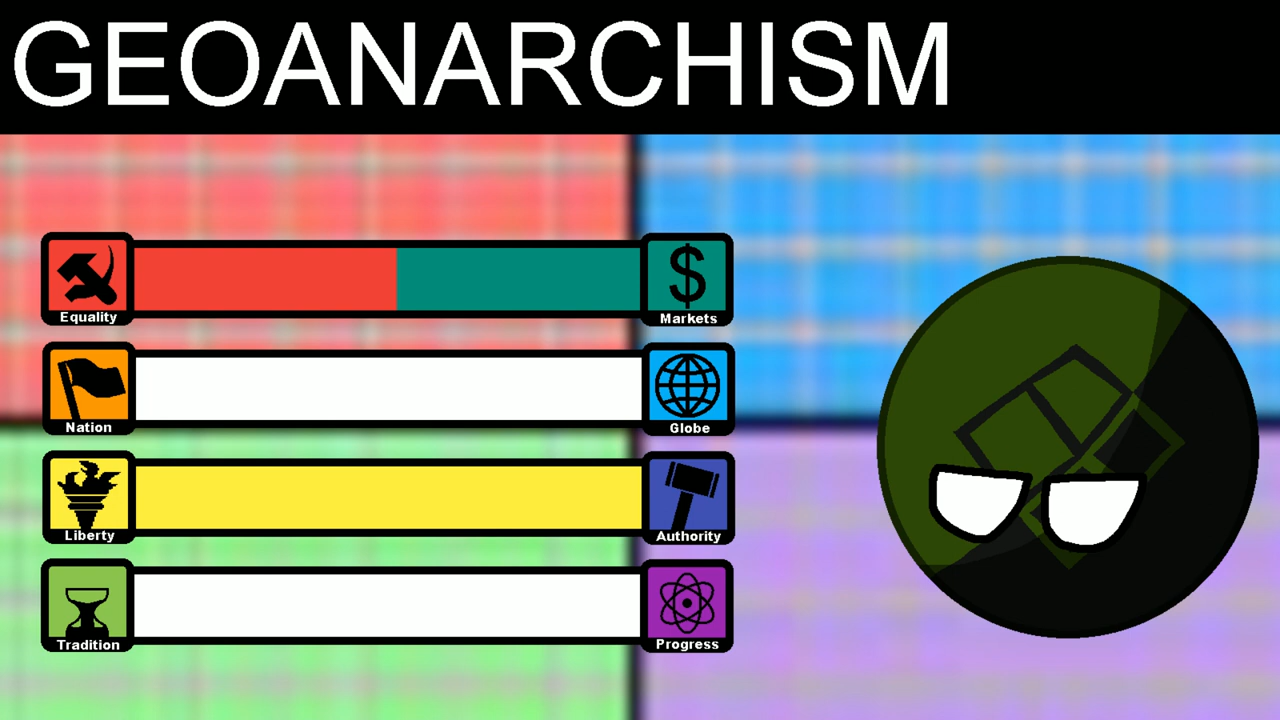 GEOANARCHISM
Equality
$
Markets
Nation
Globe
Liberty
Authority
Tradition
Progress